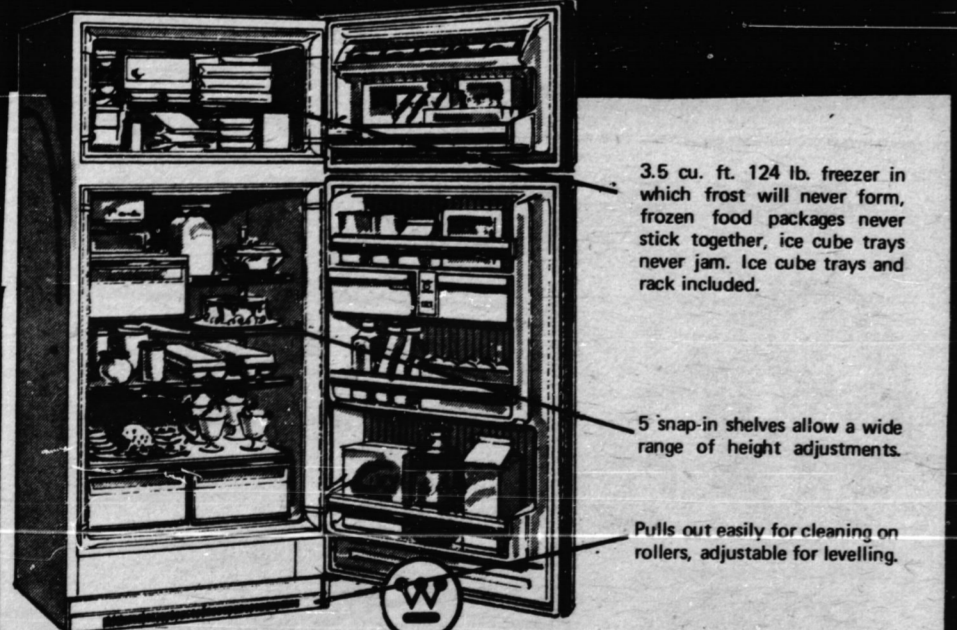 3.5 cu. ft. 124 lb. freezer in
which frost will never form,
frozen food packages never
stick together, ice cube trays
never jam. Ice cube trays and
rack included.
5 snap-in shelves allow a wide
range of height adjustments.
Pulls out easily for cleaning on
rollers, adjustable for levelling.
W